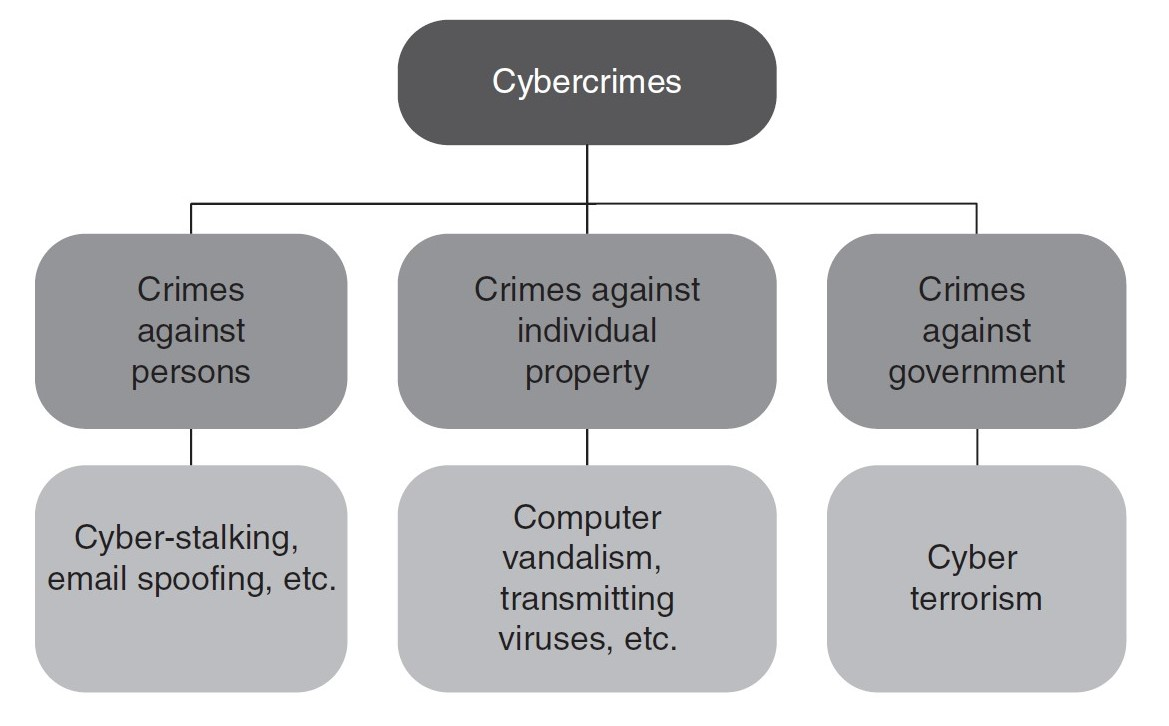 Cybercrimes
Crimes
against
persons
Crimes against
individual
property
Crimes
against
government
Cyber-stalking,
email spoofing, etc.
Computer
vandalism,
transmitting
viruses, etc.
Cyber
terrorism